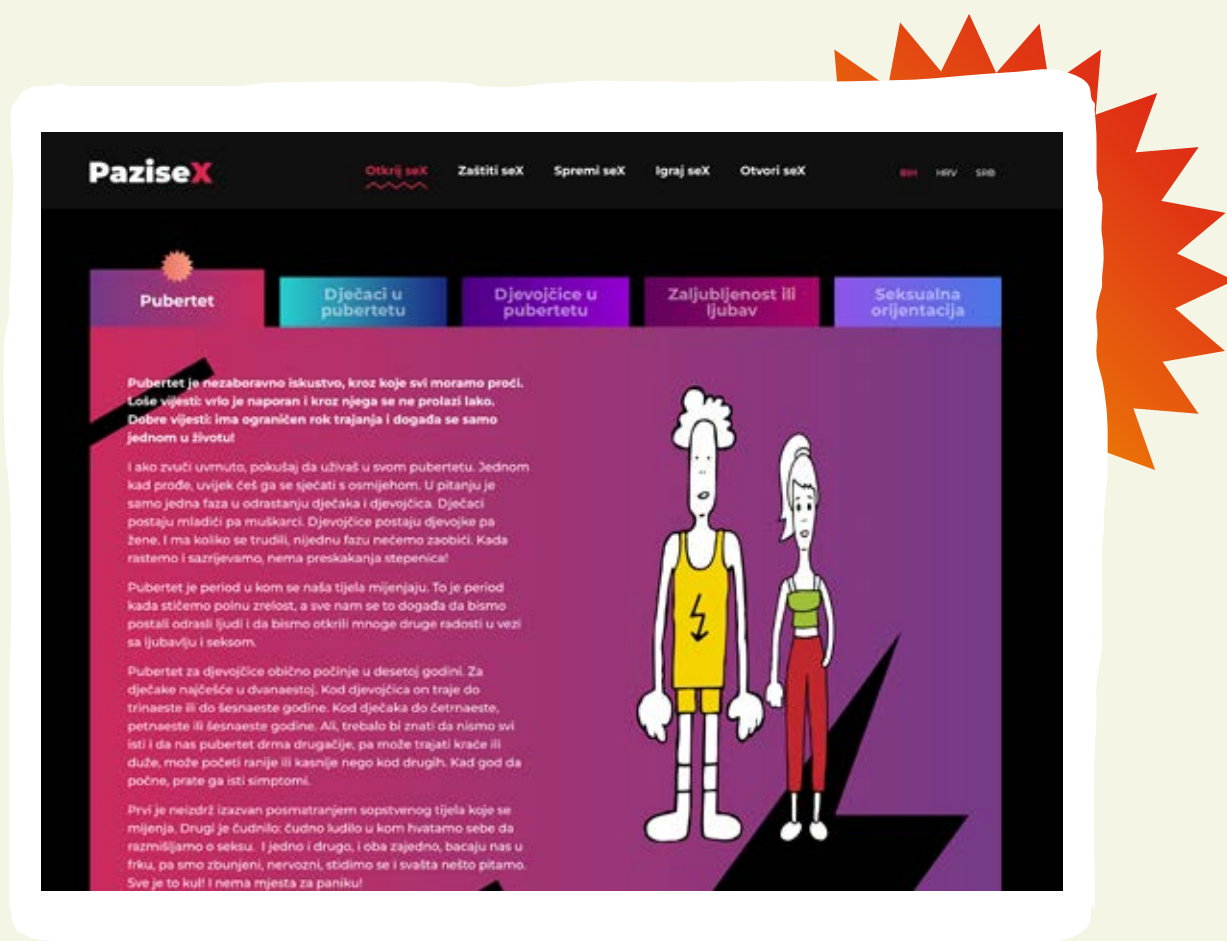 PaziseX
Otkrij seX
Zaštiti seX
Spremi seX
Igraj seX
Otvori seX
BIH
HRV
SRB
Pubertet
Dječaci u
pubertetu
Djevojčice u
pubertetu
Zaljubljenost ili
ljubav
Seksualna
orijentacija
Pubertet je nezaboravno iskustvo, kroz koje svi moramo proći.
Loše vijesti: vrlo je naporan i kroz njega se ne prolazi lako.
Dobre vijesti: ima ograničen rok trajanja i događa se samo
jednom u životu!
I ako zvuči uvrnuto, pokušaj da uživaš u svom pubertetu. Jednom
kad prođe, uvijek ćeš ga se sjećati s osmijehom. U pitanju je
samo jedna faza u odrastanju dječaka i djevojčica. Dječaci
postaju mladići pa muškarci. Djevojčice postaju djevojke pa
žene. I ma koliko se trudili, nijednu fazu nećemo zaobići. Kada
rastemo i sazrijevamo, nema preskakanja stepenica!
Pubertet je period u kom se naša tijela mijenjaju. To je period
kada stičemo polnu zrelost, a sve nam se to događa da bismo
postali odrasli ljudi i da bismo otkrili mnoge druge radosti u vezi
sa ljubavlju i seksom.
Pubertet za djevojčice obično počinje u desetoj godini. Za
dječake najčešće u dvanaestoj. Kod djevojčica on traje do
trinaeste ili do šesnaeste godine. Kod dječaka do četrnaeste,
petnaeste ili šesnaeste godine. Ali, trebalo bi znati da nismo svi
isti i da nas pubertet drma drugačije, pa može trajati kraće ili
duže, može početi ranije ili kasnije nego kod drugih. Kad god da
počne, prate ga isti simptomi.
Prvi je neizdrž izazvan posmatranjem sopstvenog tijela koje se
mijenja. Drugi je čudnilo: čudno ludilo u kom hvatamo sebe da
razmišljamo o seksu. I jedno i drugo, i oba zajedno, bacaju nas u
frku, pa smo zbunjeni, nervozni, stidimo se i svašta nešto pitamo.
Sve je to kul! I nema mjesta za paniku!